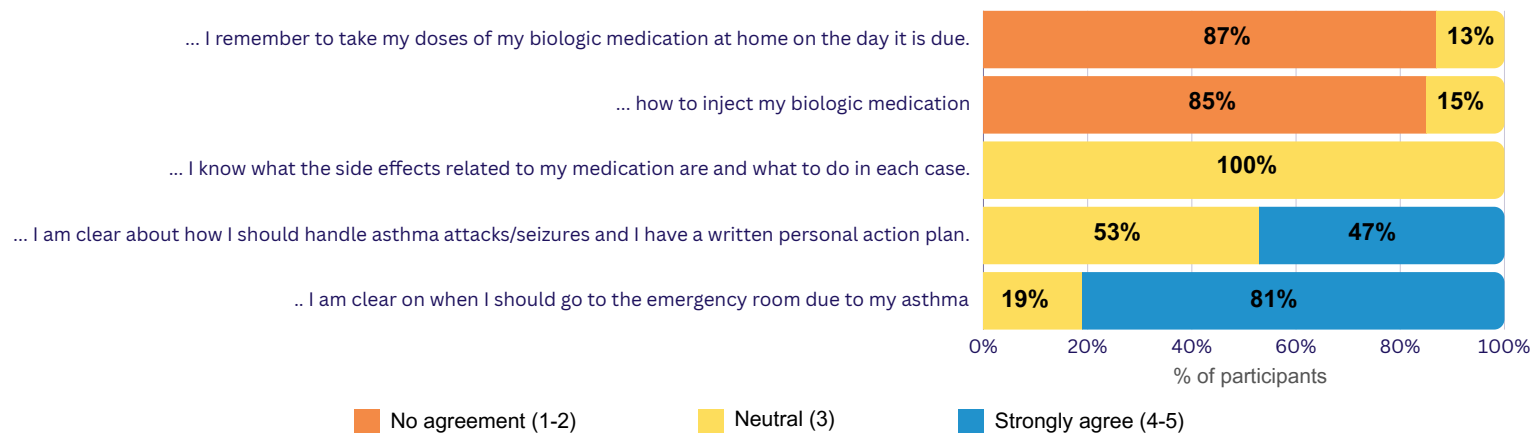 ... I remember to take my doses of my biologic medication at home on the day it is due.
87%
13%
... how to inject my biologic medication
85%
15%
... I know what the side effects related to my medication are and what to do in each case.
100%
... I am clear about how I should handle asthma attacks/seizures and I have a written personal action plan.
53%
47%
.. I am clear on when I should go to the emergency room due to my asthma
19%
81%
0%
20%
40%
60%
80%
100%
% of participants
No agreement (1-2)
Neutral (3)
Strongly agree (4-5)